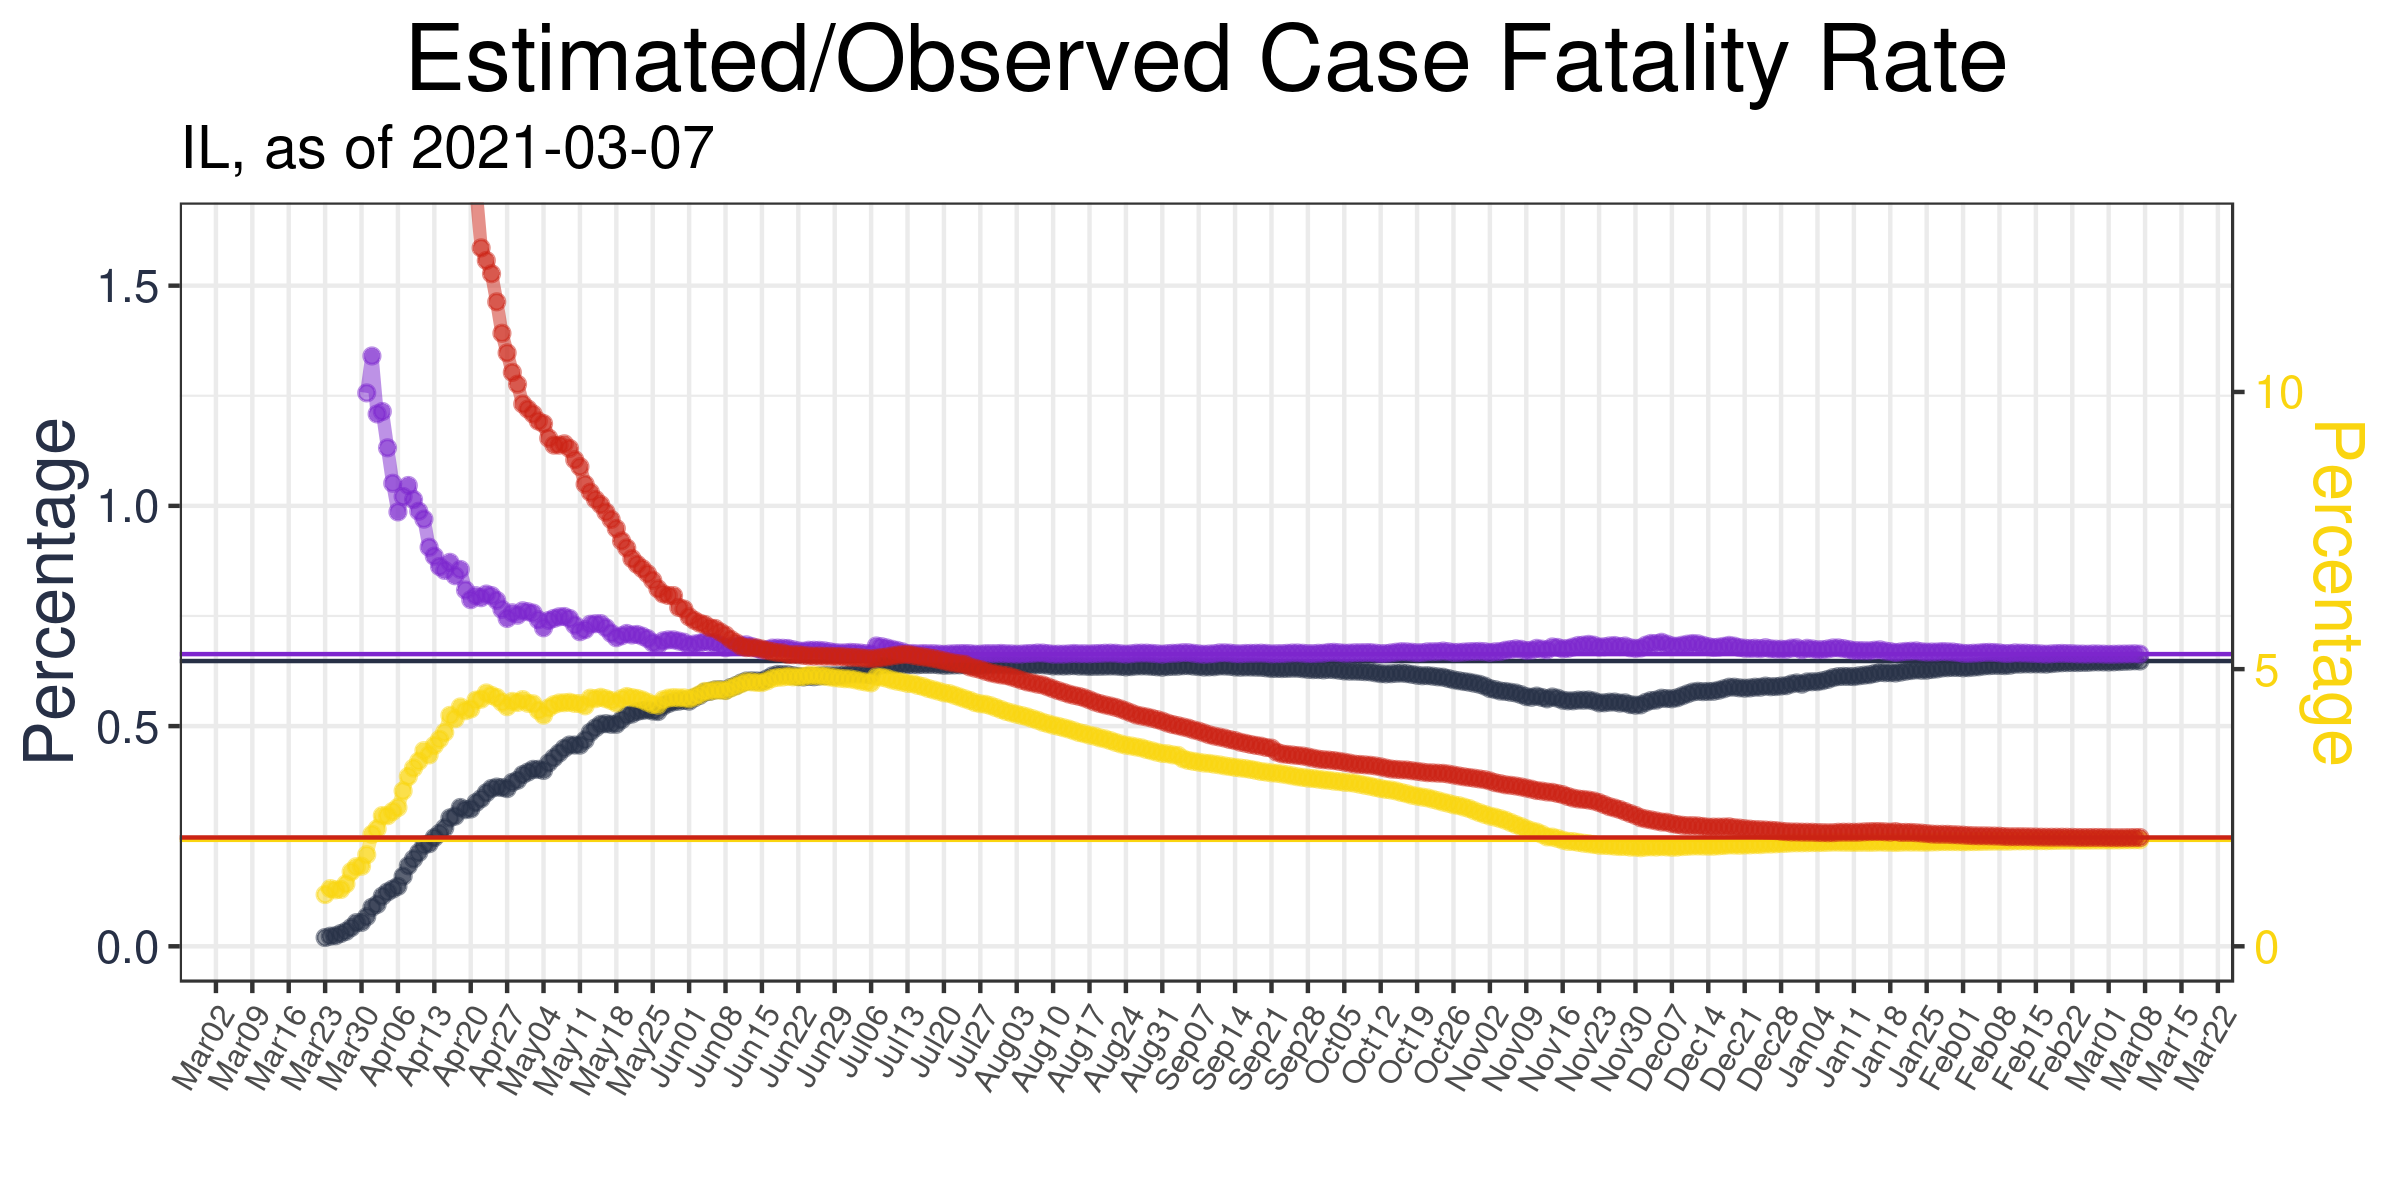 Estimated/Observed Case Fatality Rate
IL, as of 2021-03-07
Percentage
1.5
1.0
0.5
0.0
10
5
0
Percentage
Mar02 Mar09 Mar16 Mar23 Mar30 Apr06 Apr13 Apr20 Apr27 May04 May11 May18 May25 Jun01 Jun08 Jun15 Jun22 Jun29 Jul06 Jul13 Jul20 Jul27 Aug03 Aug10 Aug17 Aug24 Aug31 Sep07 Sep14 Sep21 Sep28 Oct05 Oct12 Oct19 Oct26 Nov02 Nov09 Nov16 Nov23 Nov30 Dec07 Dec14 Dec21 Dec28 Jan04 Jan11 Jan18 Jan25 Feb01 Feb08 Feb15 Feb22 Mar01 Mar08 Mar15 Mar22